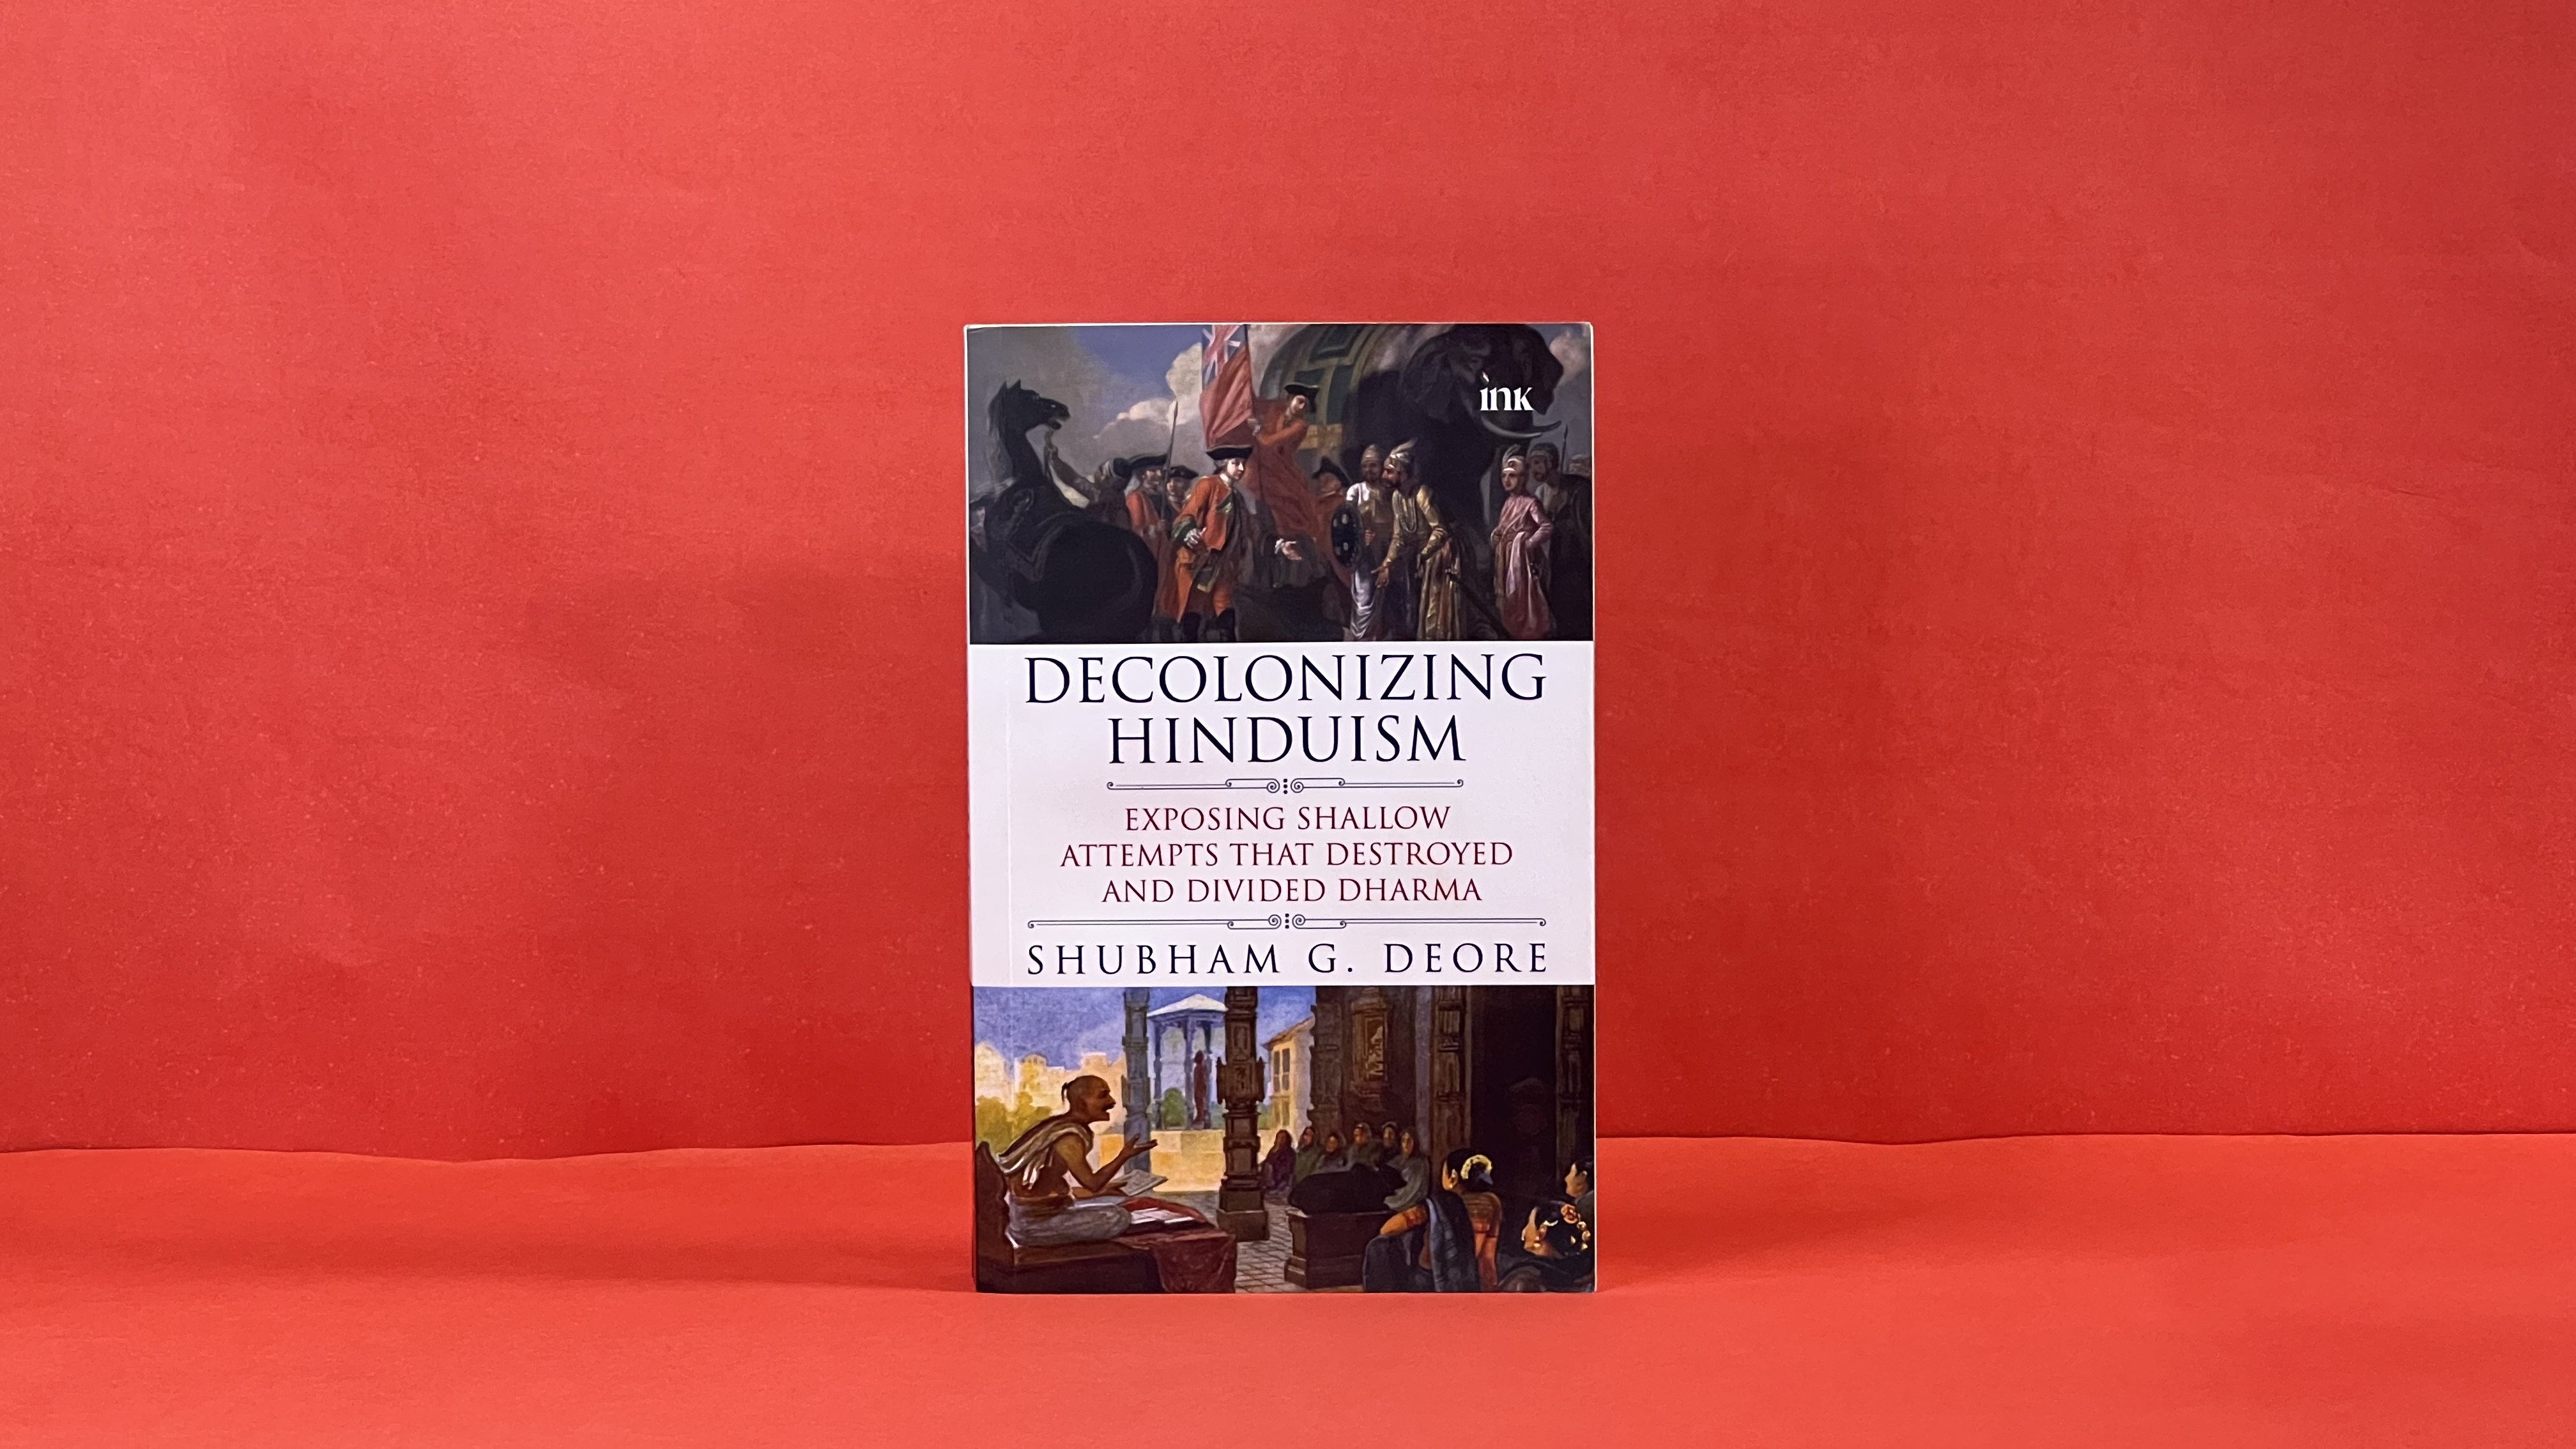 ink
DECOLONIZING
HINDUISM
EXPOSING SHALLOW
ATTEMPTS THAT DESTROYED
AND DIVIDED DHARMA
SHUBHAM G. DEORE